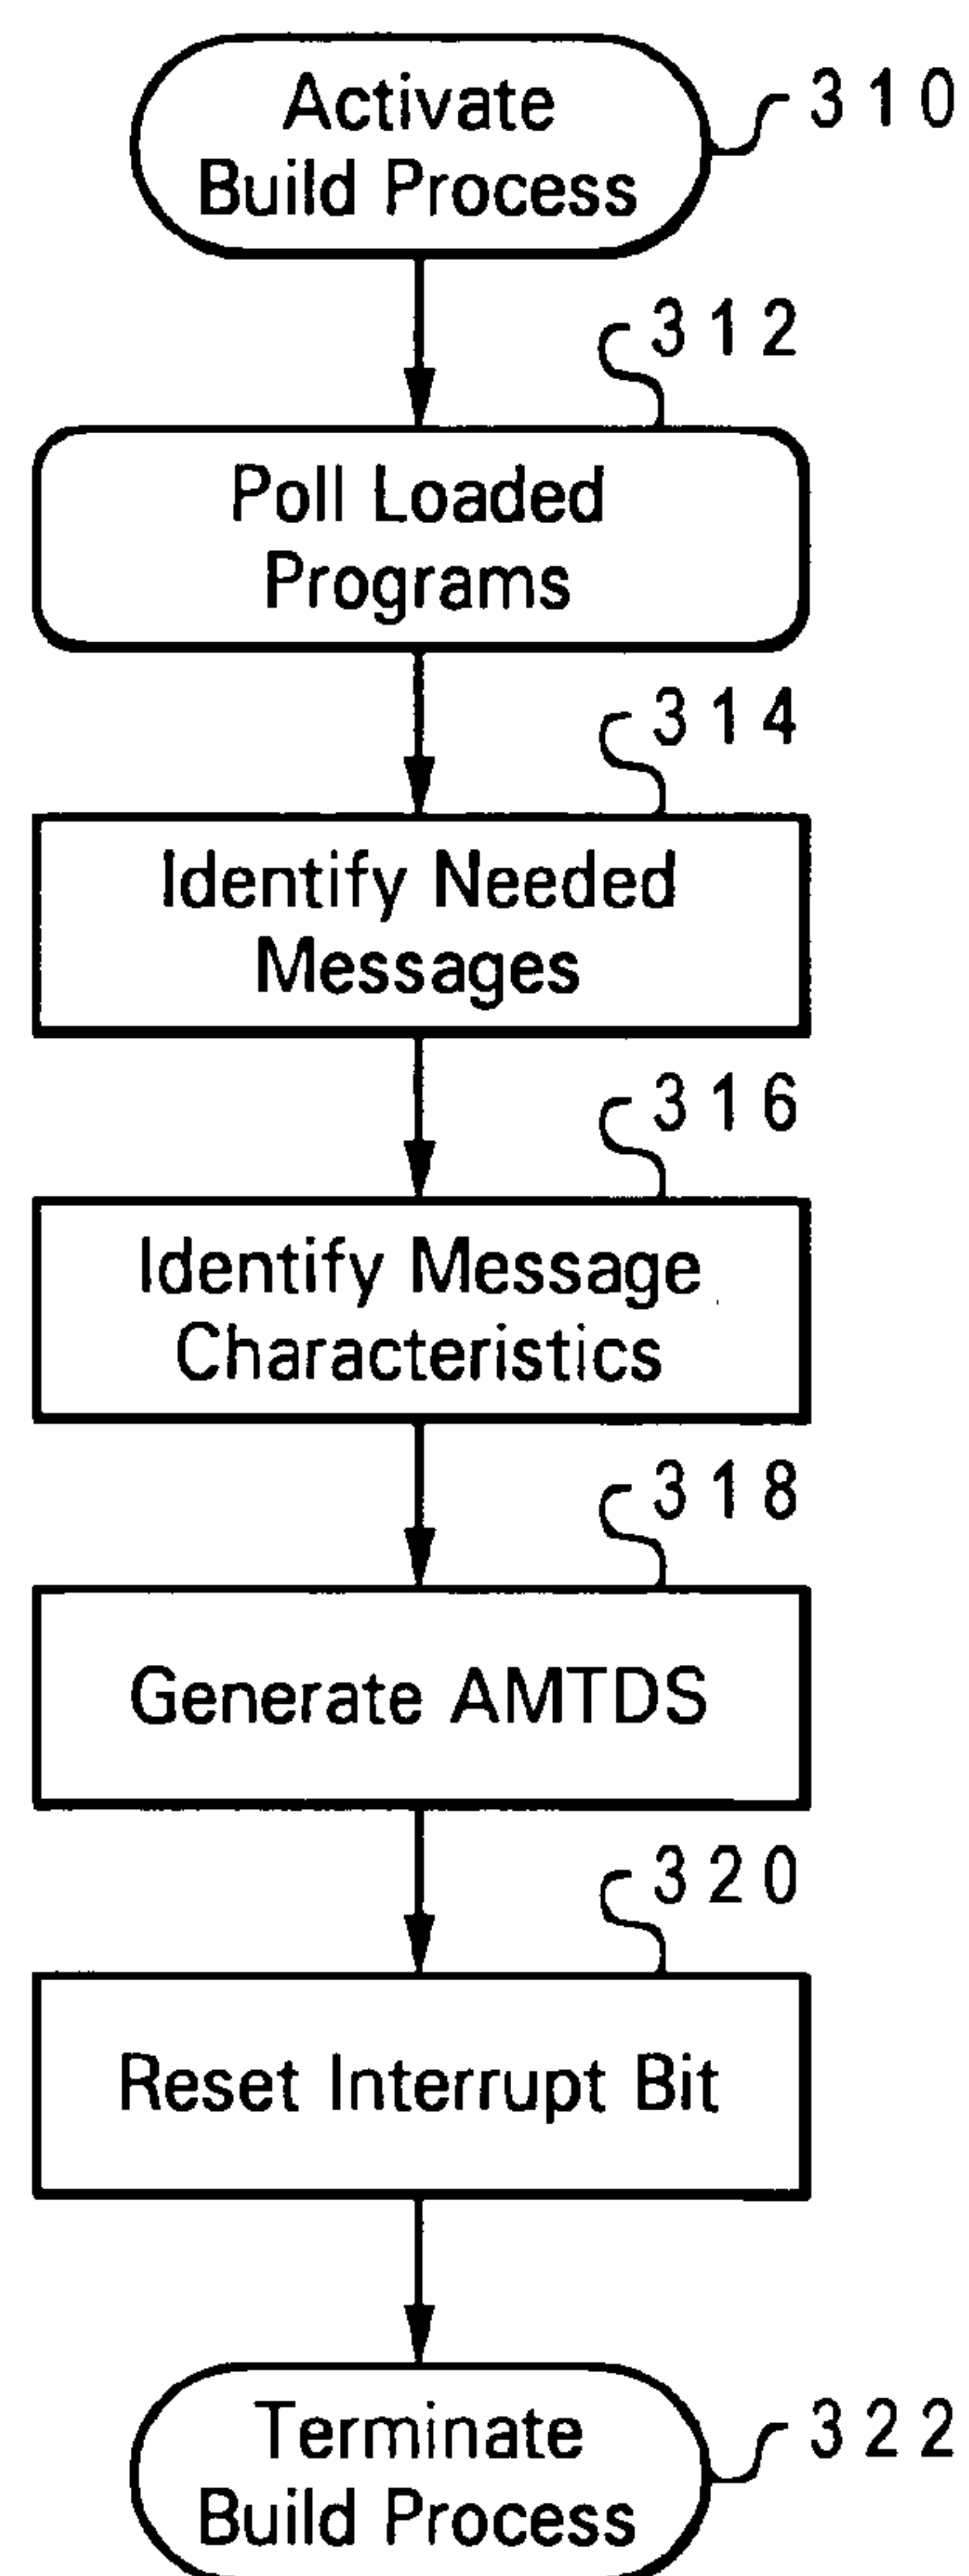 Activate
Build Process
310
312
Poll Loaded
Programs
314
Identify Needed
Messages
316
Identify Message
Characteristics
318
Generate AMTDS
320
Reset Interrupt Bit
Terminate
Build Process
322